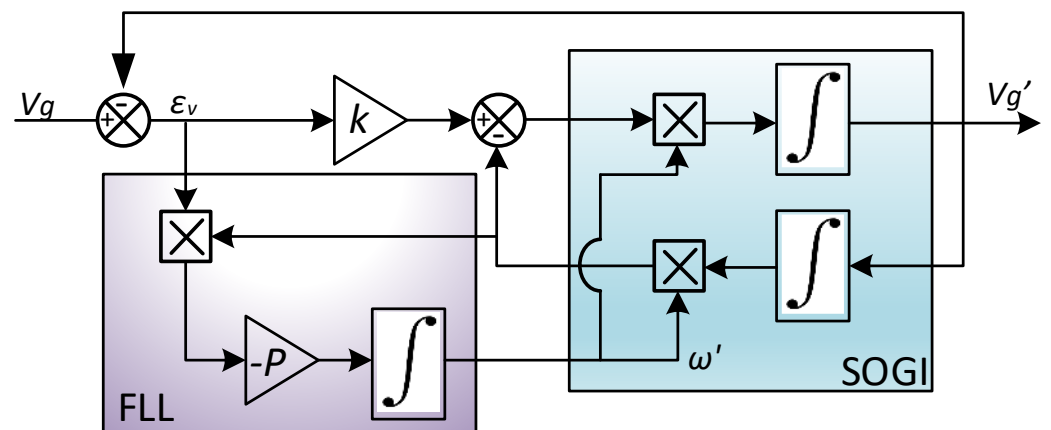 Vg
+
-
εv
k
+
-
Vg'
-P
ω'
FLL
SOGI